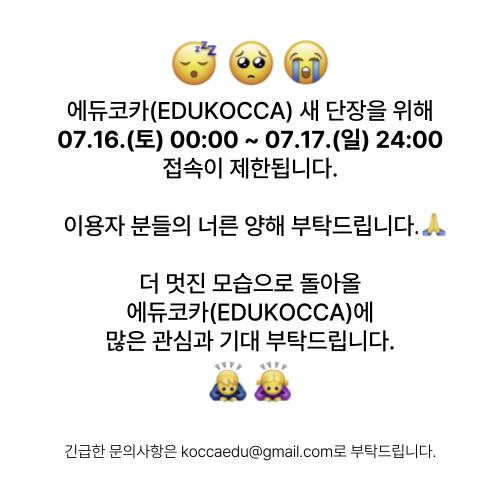 에듀코카(EDUKOCCA) 새 단장을 위해
07.16.(토) 00:00 ~ 07.17.(일) 24:00
접속이 제한됩니다.
이용자 분들의 너른 양해 부탁드립니다.🙏
더 멋진 모습으로 돌아올
에듀코카(EDUKOCCA)에
많은 관심과 기대 부탁드립니다.
긴급한 문의사항은 koccaedu@gmail.com로 부탁드립니다.